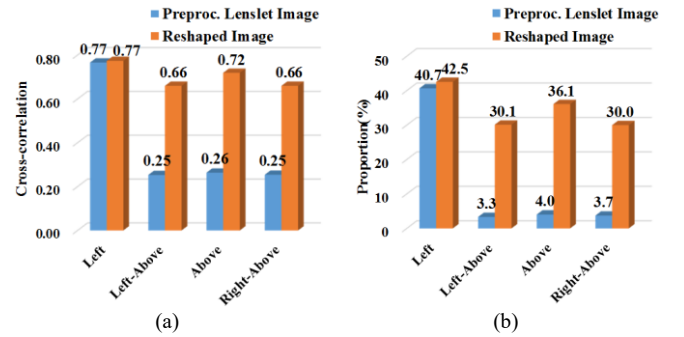 Preproc. Lenslet Image
Reshaped Image
Cross-correlation
0.80
0.60
0.40
0.20
0.00
0.77 0.77
0.25 0.66
0.26 0.72
0.25 0.66
Left
Left-Above
Above
Right-Above
(a)
Preproc. Lenslet Image
Reshaped Image
Proportion(%)
50
40
30
20
10
0
40.7 42.5
3.3 30.1
4.0 36.1
3.7 30.0
Left
Left-Above
Above
Right-Above
(b)